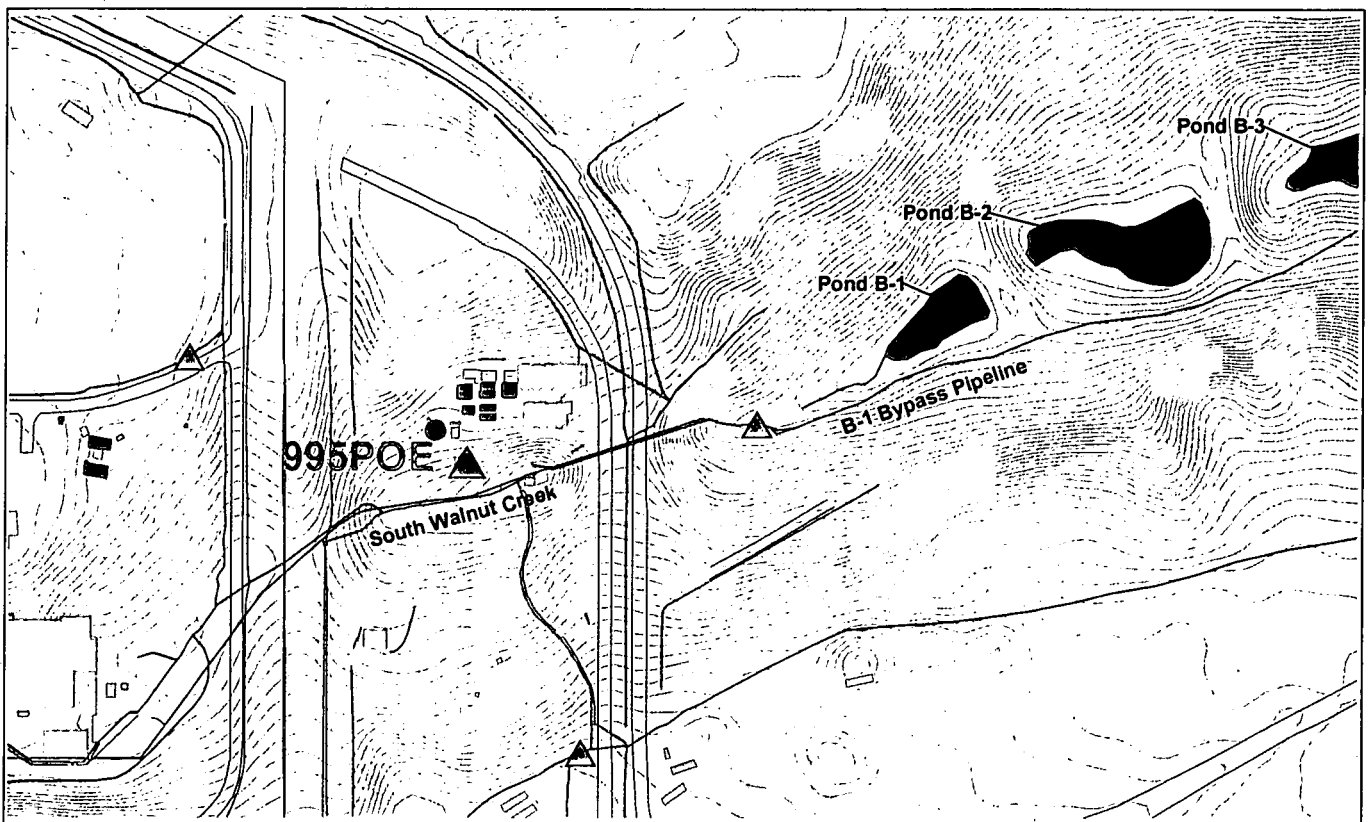 Pond B-3
Pond B-2
Pond B-1
B-1 Bypass Pipeline
995POE
South Walnut Creek